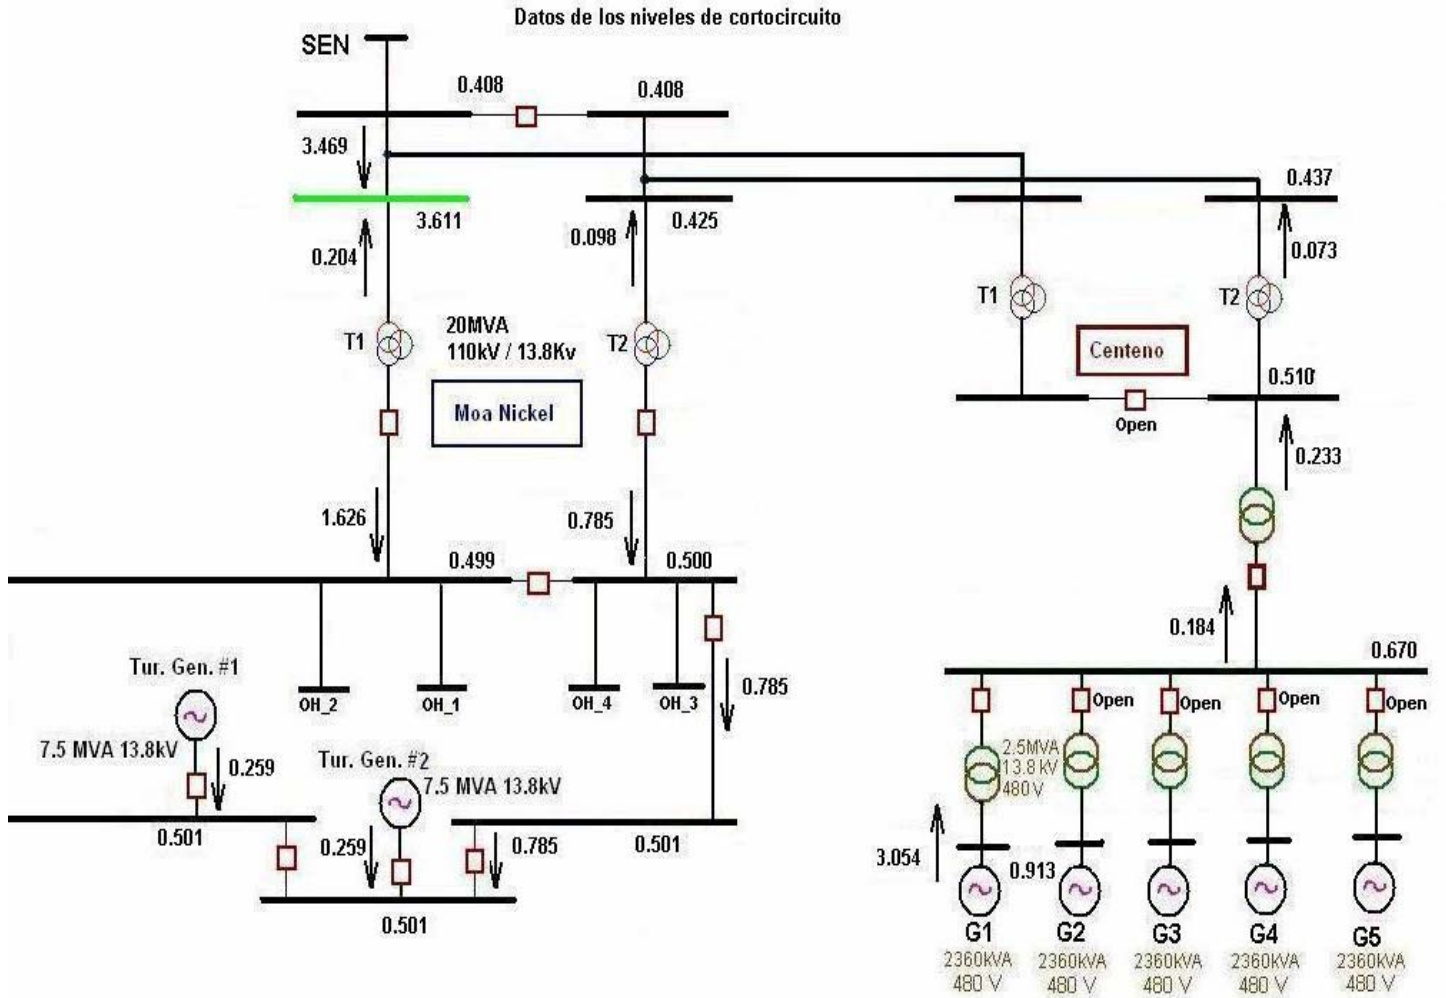 Datos de los niveles de cortocircuito
SEN
0.408
0.408
3.469
0.437
3.611
0.425
0.204
0.098
0.073
T1
20MVA
110kV / 13.8Kv
T2
T1
T2
Moa Nickel
Centeno
0.510
Open
0.233
1.626
0.785
0.499
0.500
0.184
0.670
OH_2
OH_1
OH_4
OH_3
0.785
Tur. Gen. #1
7.5 MVA 13.8kV
0.259
Tur. Gen. #2
7.5 MVA 13.8kV
0.501
0.259
0.785
0.501
0.501
Open
Open
Open
Open
2.5MVA
13.8 kV
480 V
3.054
0.913
G1
G2
G3
G4
G5
2360kVA
2360kVA
2360kVA
2360kVA
2360kVA
480 V
480 V
480 V
480 V
480 V